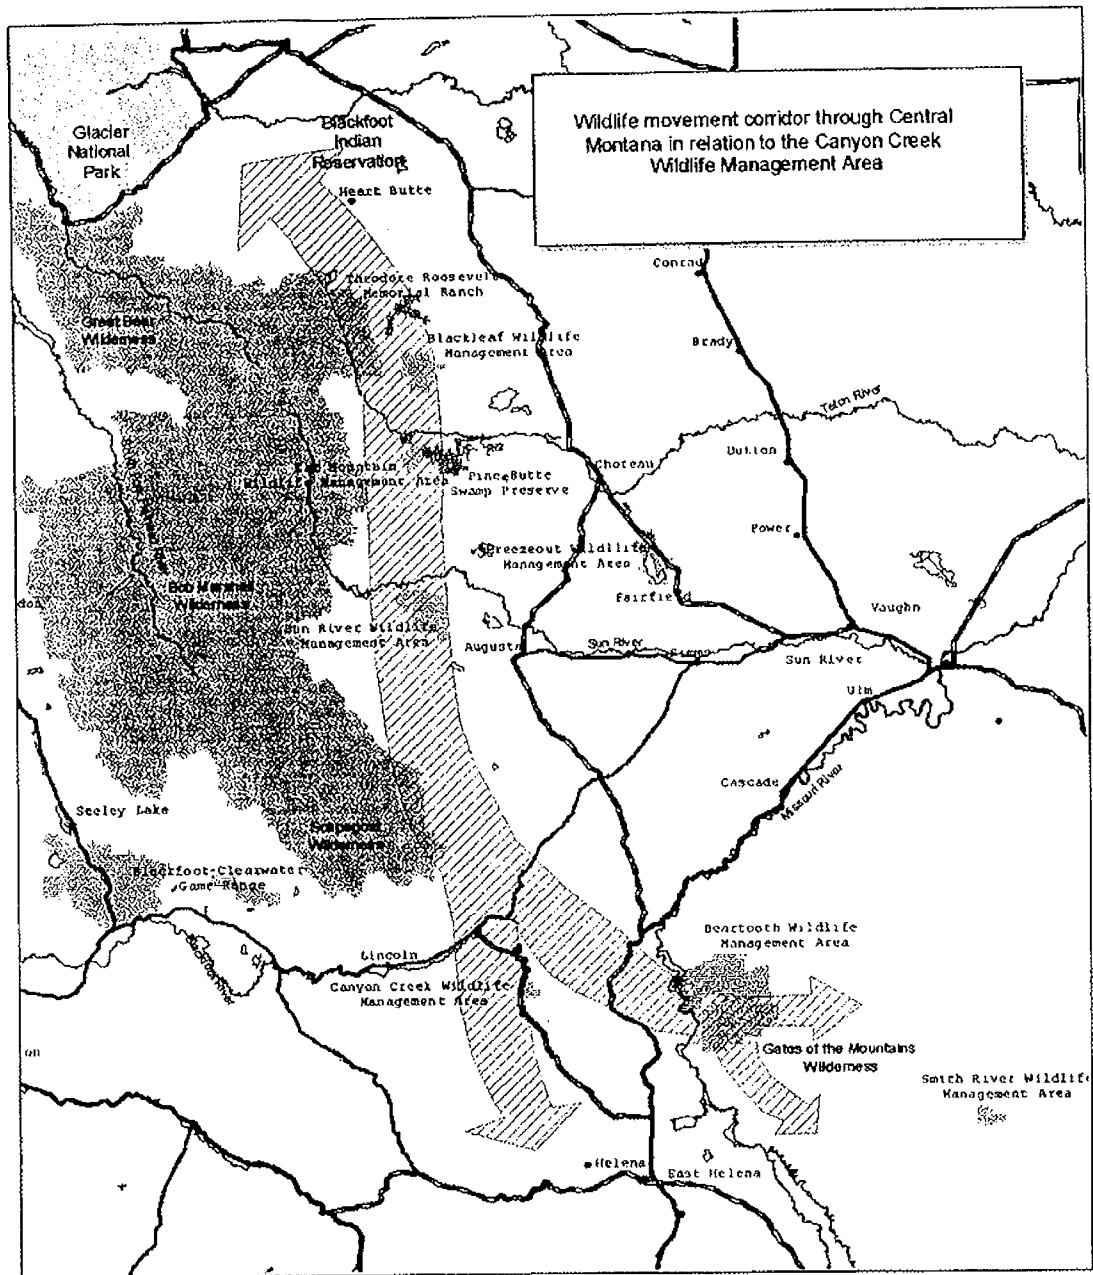 Wildlife movement corridor through Central
Montana in relation to the Canyon Creek
Wildlife Management Area
Glacier
National
Park
Blackfoot
Indian
Reservation
Heart Butte
Conrad
Theodore Roosevelt
Memorial Ranch
Great Bear
Wilderness
Blackleaf Wildlife
Management Area
Brady
Teton River
Dutton
Choteau
Ear Mountain
Wildlife Management Area
Pine Butte
Swamp Preserve
Power
Freezeout Wildlife
Management Area
Fairfield
Bob Marshall
Wilderness
Vaughn
Sun River Wildlife
Management Area
Augusta
Sun River
Sun River
Ulm
Cascade
Missouri River
Seeley Lake
Scapegoat
Wilderness
Blackfoot-Clearwater
Game Range
Beartooth Wildlife
Management Area
Lincoln
Canyon Creek Wildlife
Management Area
Gates of the Mountains
Wilderness
Smith River Wildlife
Management Area
Helena
East Helena